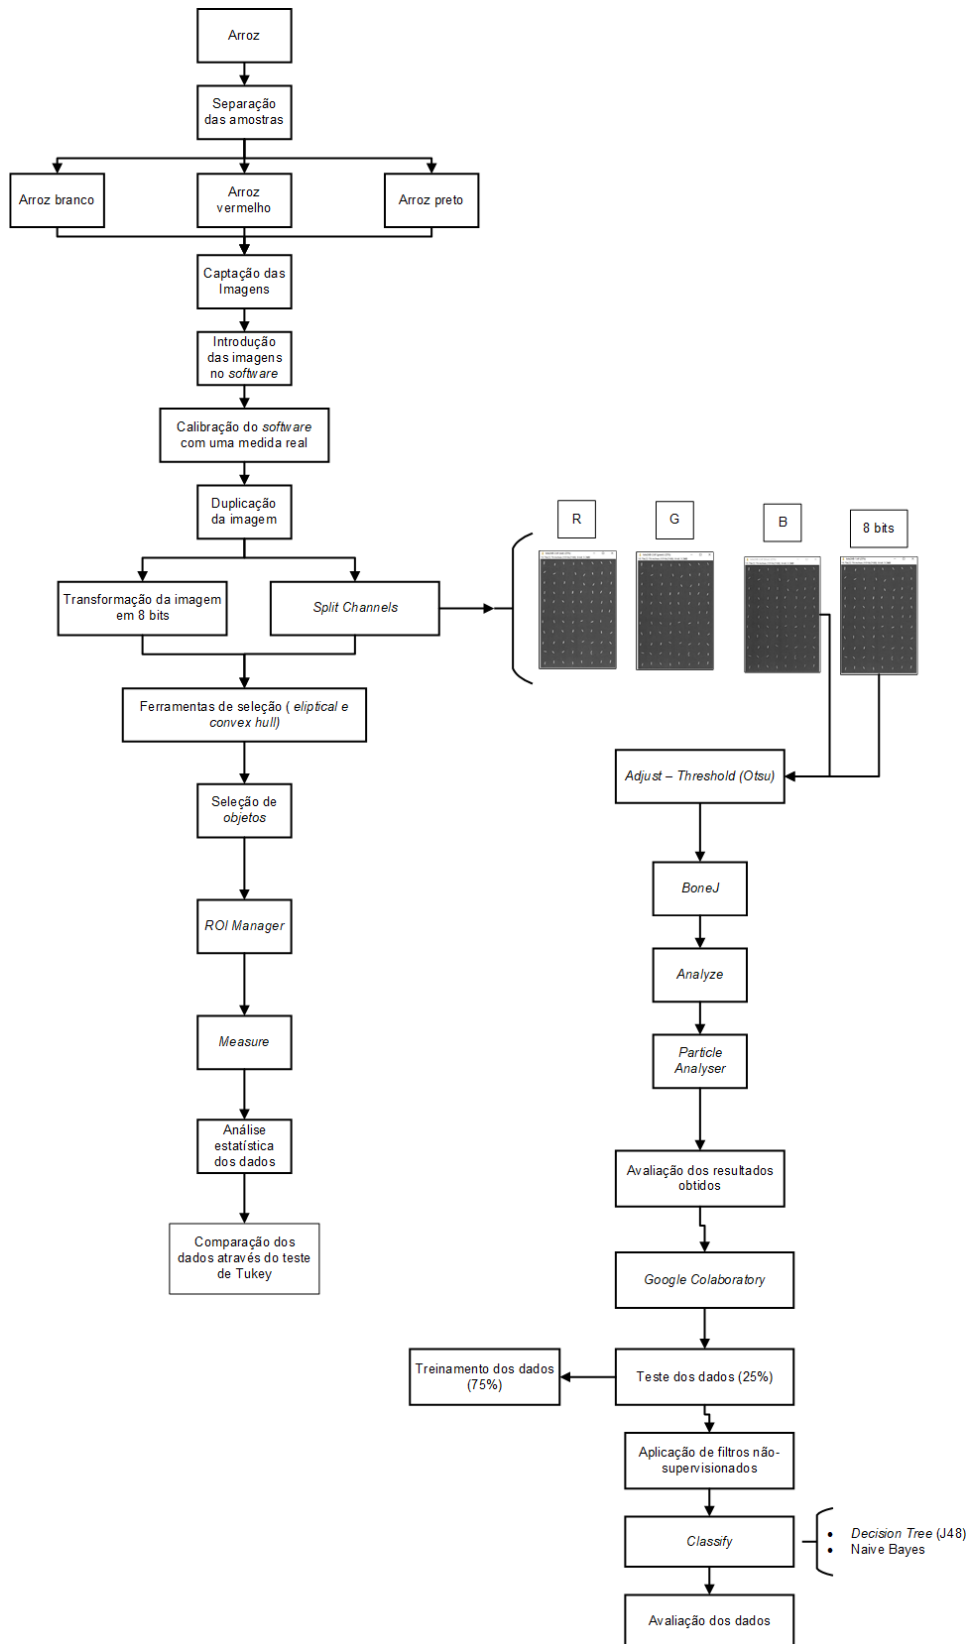 Arroz
Separação
das amostras
Arroz branco
Arroz
vermelho
Arroz preto
Captação das
Imagens
Introdução
das imagens
no software
Calibração do software
com uma medida real
Duplicação
da imagem
Transformação da imagem
em 8 bits
Split Channels
R
G
B
8 bits
Ferramentas de seleção ( eliptical e
convex hull)
Seleção de
objetos
ROI Manager
Measure
Análise
estatística
dos dados
Comparação dos
dados através do teste
de Tukey
Adjust – Threshold (Otsu)
BoneJ
Analyze
Particle
Analyser
Avaliação dos resultados
obtidos
Google Colaboratory
Treinamento dos dados
(75%)
Teste dos dados (25%)
Aplicação de filtros não-
supervisionados
Classify
• Decision Tree (J48)
• Naive Bayes
Avaliação dos dados